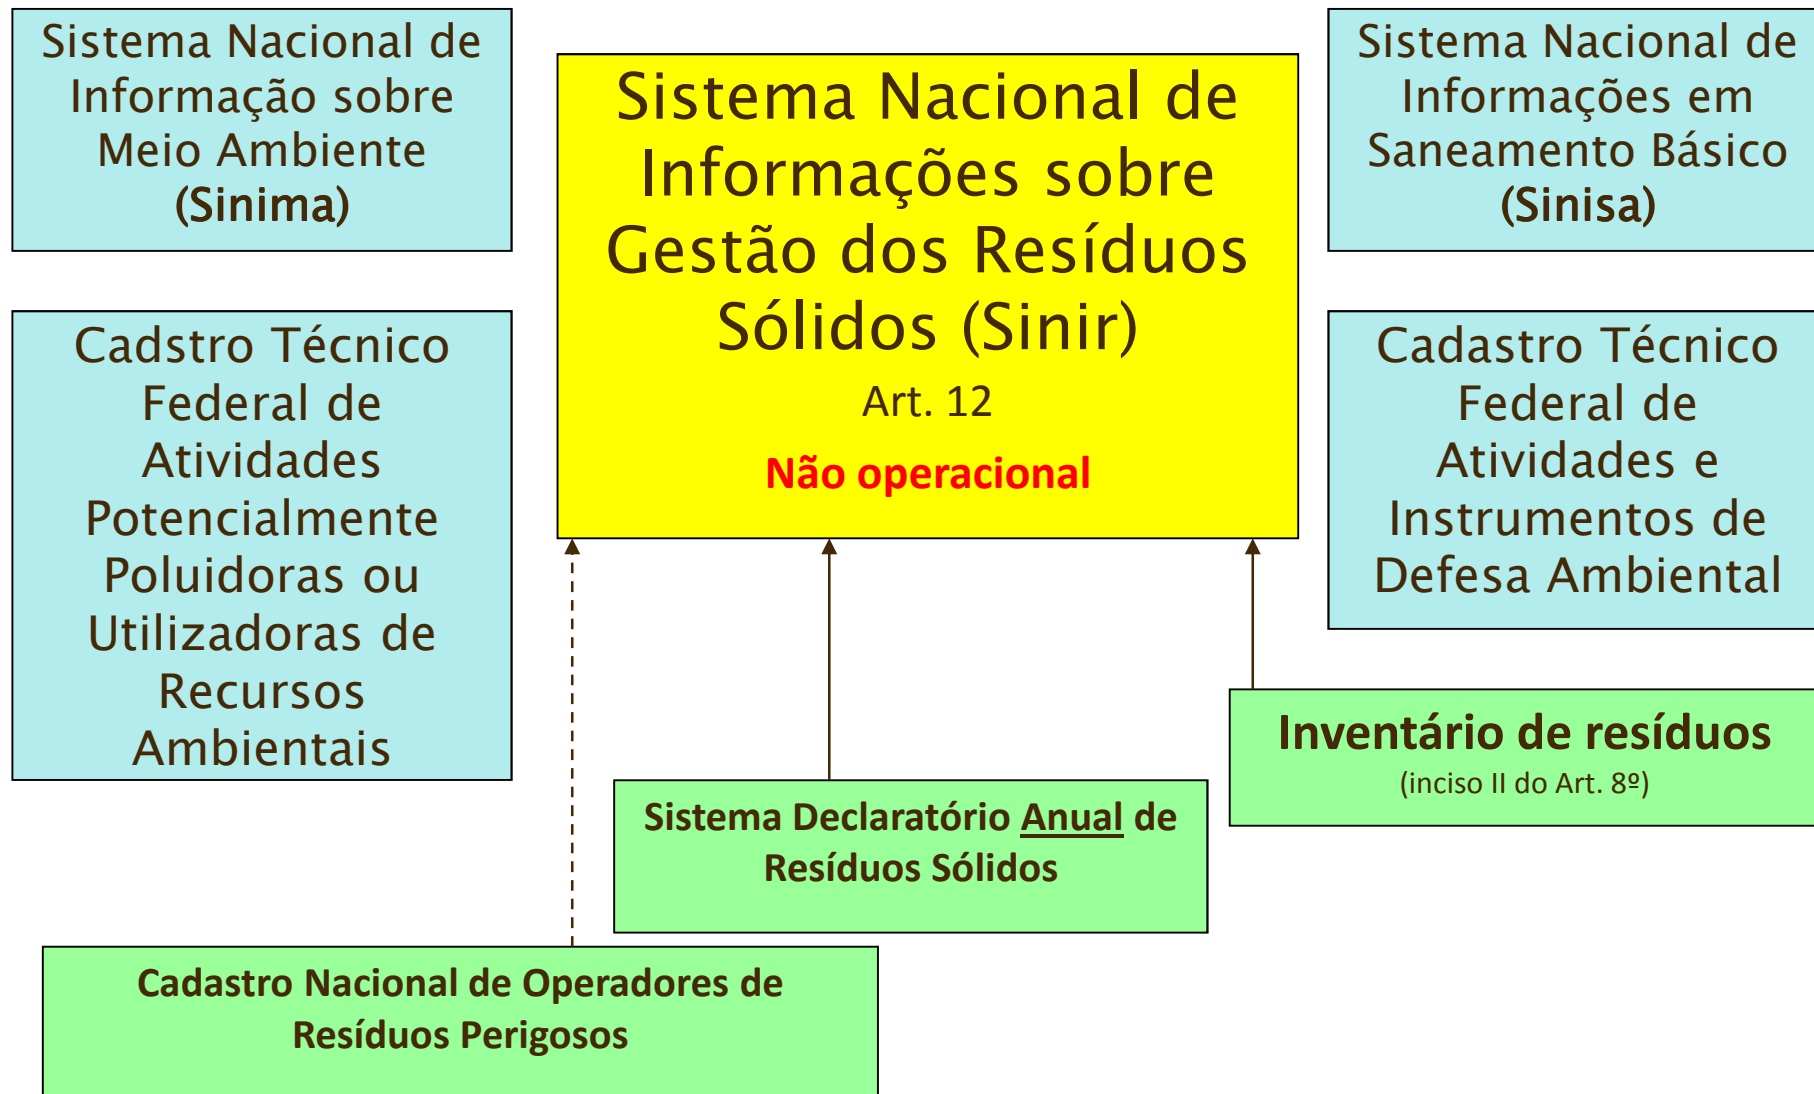 Sistema Nacional de
Informação sobre
Meio Ambiente
(Sinima)
Sistema Nacional de
Informações sobre
Gestão dos Resíduos
Sólidos (Sinir)
Art. 12
Não operacional
Sistema Nacional de
Informações em
Saneamento Básico
(Sinisa)
Cadstro Técnico
Federal de
Atividades
Potencialmente
Poluidoras ou
Utilizadoras de
Recursos
Ambientais
Cadastro Técnico
Federal de
Atividades e
Instrumentos de
Defesa Ambiental
Inventário de resíduos
(inciso II do Art. 8º)
Sistema Declaratório Anual de
Resíduos Sólidos
Cadastro Nacional de Operadores de
Resíduos Perigosos